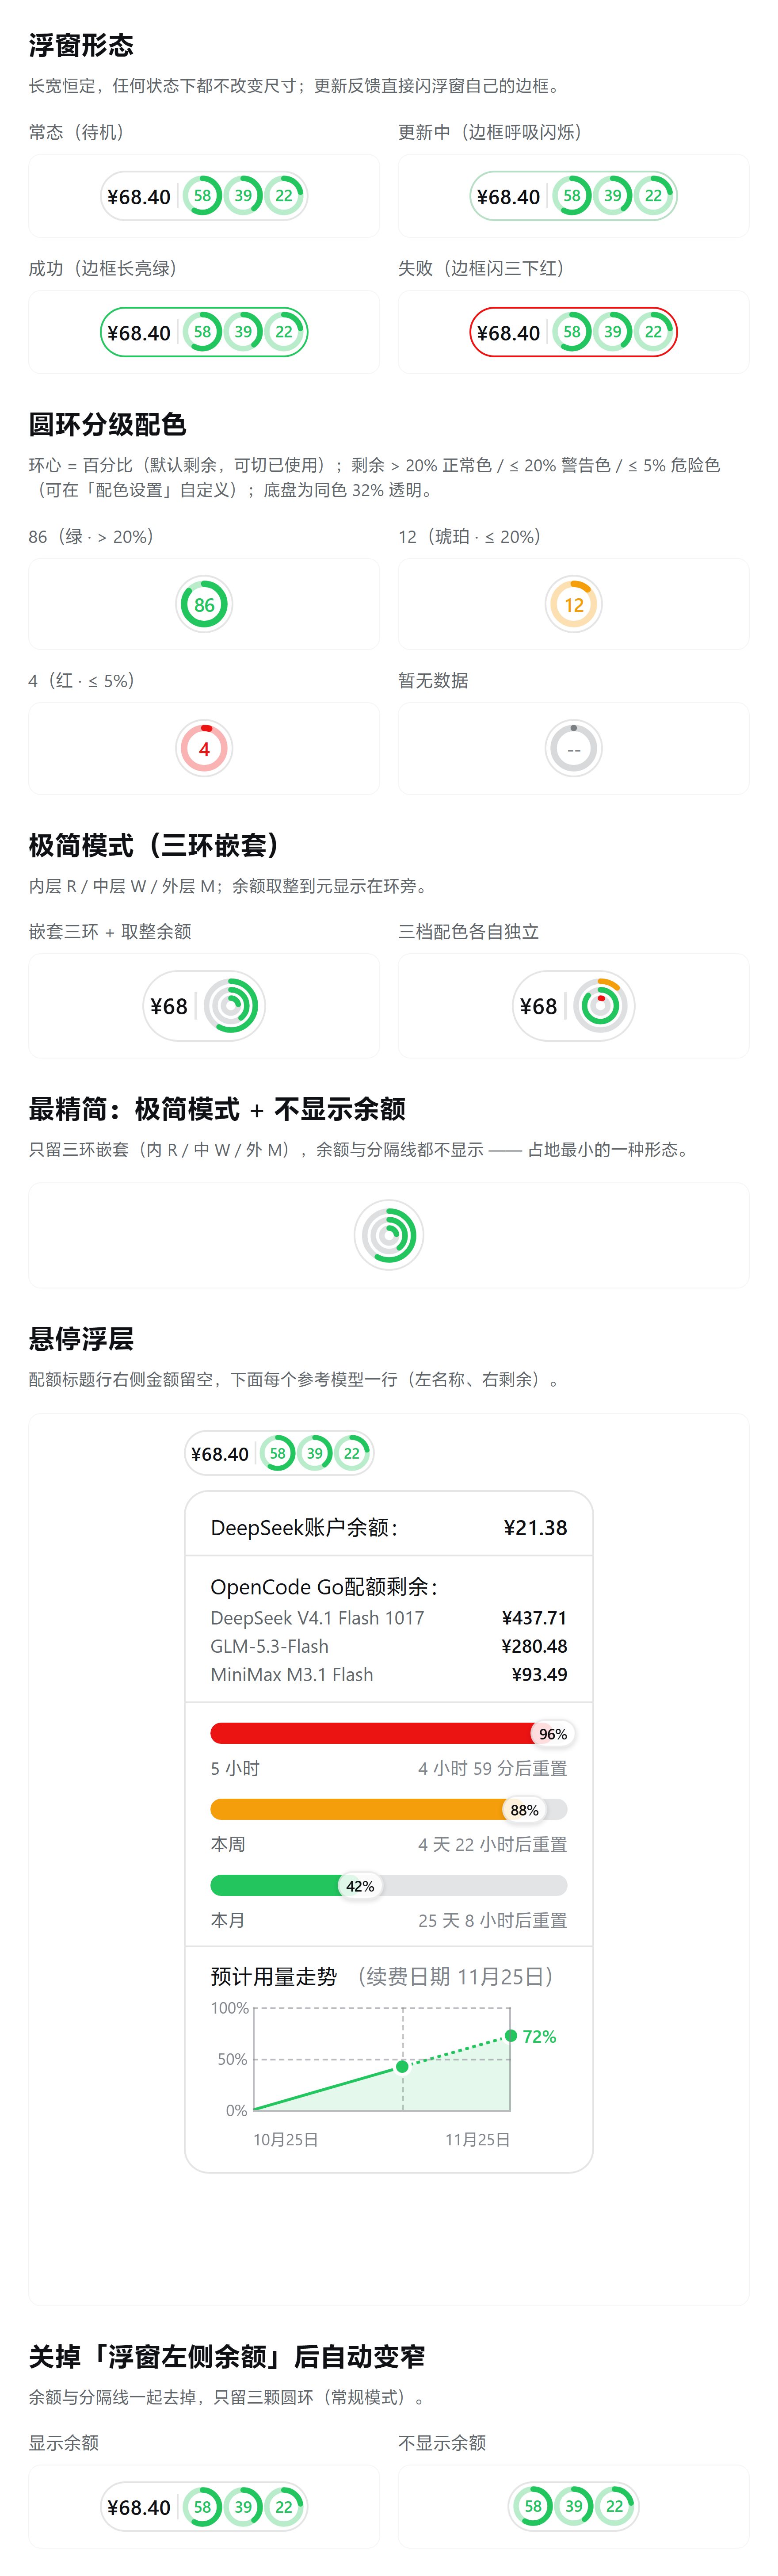 浮窗形态
长宽恒定，任何状态下都不改变尺寸；更新反馈直接闪浮窗自己的边框。
常态（待机）
更新中（边框呼吸闪烁）
¥68.40 58 39 22
¥68.40 58 39 22
成功（边框长亮绿）
失败（边框闪三下红）
¥68.40 58 39 22
¥68.40 58 39 22
圆环分级配色
环心 = 百分比（默认剩余，可切已使用）；剩余 > 20% 正常色 / ≤ 20% 警告色 / ≤ 5% 危险色
（可在「配色设置」自定义）；底盘为同色 32% 透明。
86（绿 · > 20%）
12（琥珀 · ≤ 20%）
86
12
4（红 · ≤ 5%）
暂无数据
4
--
极简模式（三环嵌套）
内层 R / 中层 W / 外层 M；余额取整到元显示在环旁。
嵌套三环 + 取整余额
三档配色各自独立
¥68
¥68
最精简：极简模式 + 不显示余额
只留三环嵌套（内 R / 中 W / 外 M），余额与分隔线都不显示 —— 占地最小的一种形态。
悬停浮层
配额标题行右侧金额留空，下面每个参考模型一行（左名称、右剩余）。
¥68.40 58 39 22
DeepSeek账户余额： ¥21.38
OpenCode Go配额剩余：
DeepSeek V4.1 Flash 1017 ¥437.71
GLM-5.3-Flash ¥280.48
MiniMax M3.1 Flash ¥93.49
96%
5 小时 4 小时 59 分后重置
88%
本周 4 天 22 小时后重置
42%
本月 25 天 8 小时后重置
预计用量走势 （续费日期 11月25日）
100%
72%
50%
0%
10月25日 11月25日
关掉「浮窗左侧余额」后自动变窄
余额与分隔线一起去掉，只留三颗圆环（常规模式）。
显示余额
不显示余额
¥68.40 58 39 22
58 39 22